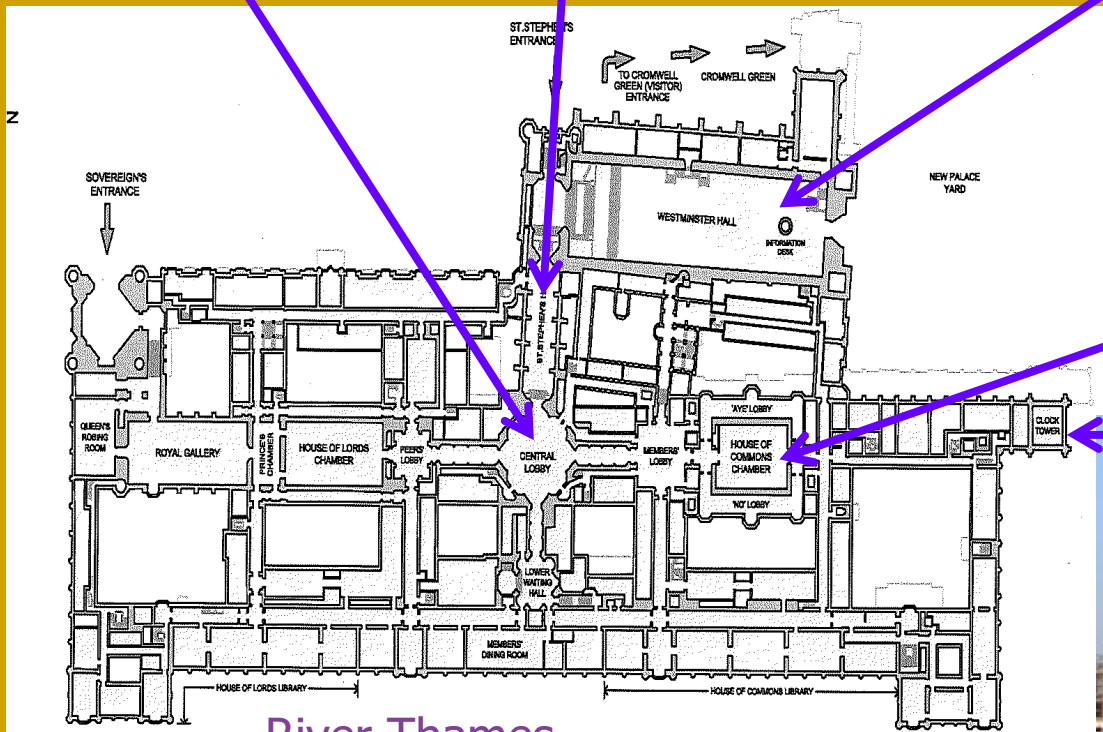 ST.STEPHEN'S
ENTRANCE
TO CROMWELL
GREEN (VISITOR)
ENTRANCE
CROMWELL GREEN
N
SOVEREIGN'S
ENTRANCE
NEW PALACE
YARD
WESTMINSTER HALL
INFORMATION
DESK
ST.STEPHEN'S
'AYE' LOBBY
QUEEN'S
ROBING
ROOM
ROYAL GALLERY
PRINCE'S
CHAMBER
HOUSE OF LORDS
CHAMBER
PEERS'
LOBBY
CENTRAL
LOBBY
MEMBERS'
LOBBY
HOUSE OF
COMMONS
CHAMBER
CLOCK
TOWER
'NO' LOBBY
LOWER
WAITING
HALL
MEMBERS'
DINING ROOM
HOUSE OF LORDS LIBRARY
HOUSE OF COMMONS LIBRARY
River Thames